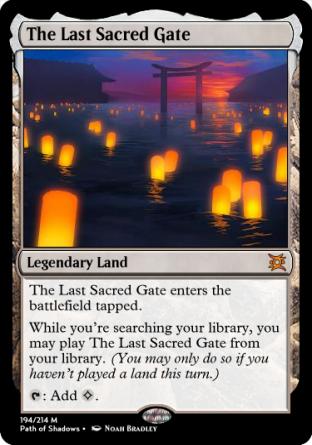 The Last Sacred Gate
Legendary Land
The Last Sacred Gate enters the
battlefield tapped.
While you're searching your library, you
may play The Last Sacred Gate from
your library. (You may only do so if you
haven't played a land this turn.)
: Add .
194/214 M
Path of Shadows • Noah Bradley